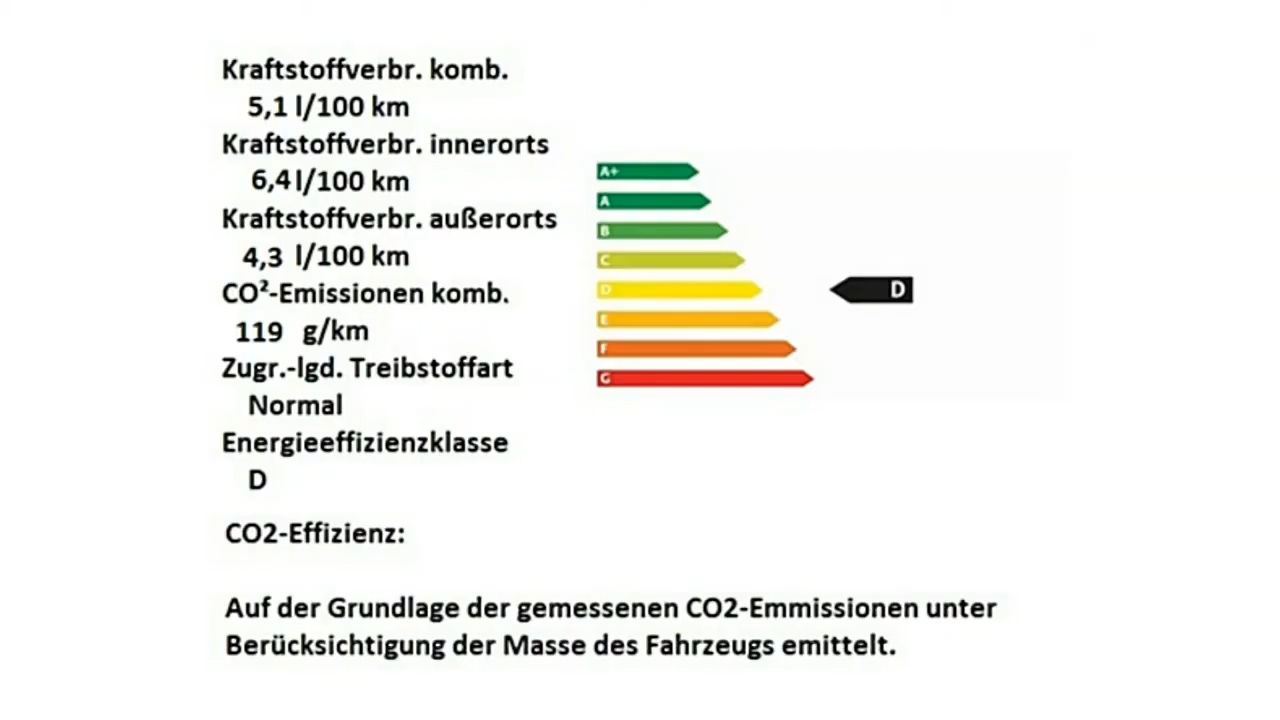 Kraftstoffverbr. komb.
5,1 l/100 km
Kraftstoffverbr. innerorts
6,4 l/100 km
Kraftstoffverbr. außerorts
4,3 l/100 km
CO²-Emissionen komb.
119 g/km
Zugr.-lgd. Treibstoffart
Normal
Energieeffizienzklasse
D
A+
A
B
C
D
D
E
F
G
CO2-Effizienz:
Auf der Grundlage der gemessenen CO2-Emmissionen unter
Berücksichtigung der Masse des Fahrzeugs emittelt.